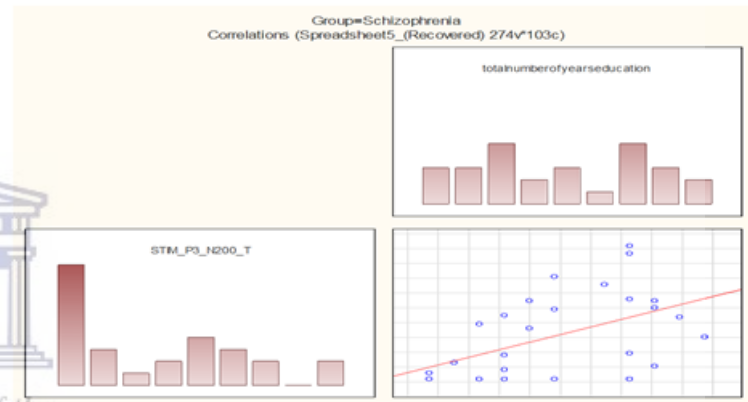 Group=Schizophrenia
Correlations (Spreadsheet5_(Recovered) 274v*103c)
totalnumberofyearseducation
STIM_P3_N200_T